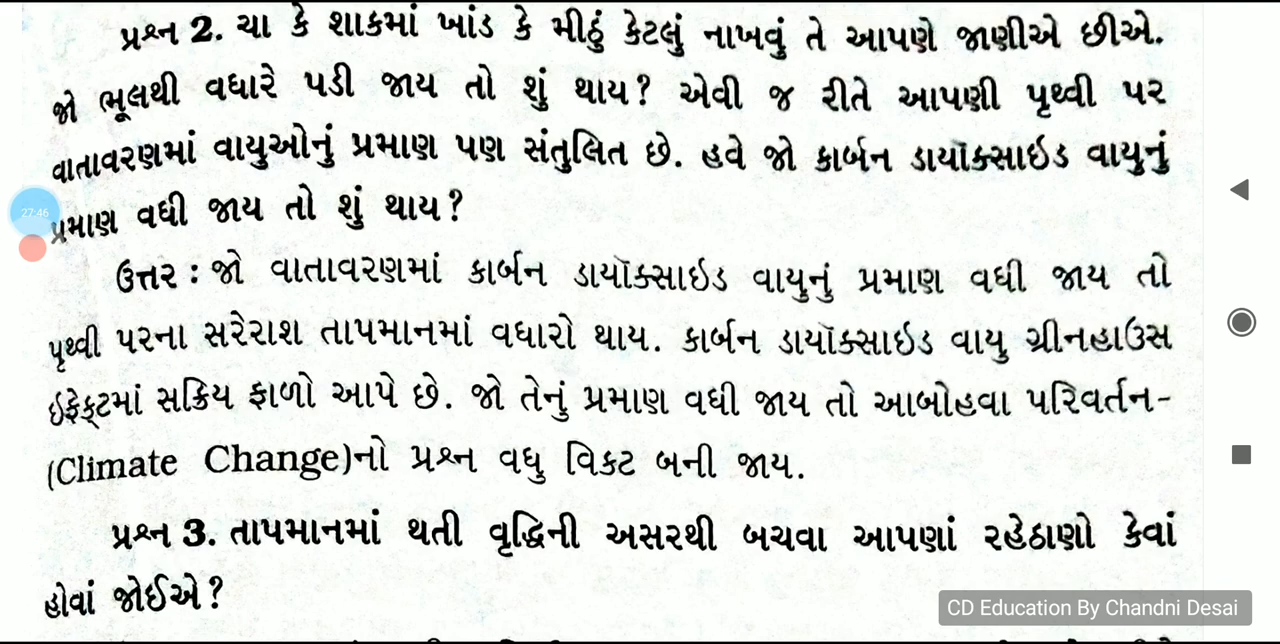 પ્રશ્ન 2. ચા કે શાકમાં ખાંડ કે મીઠું કેટલું નાખવું તે આપણે જાણીએ છીએ.
જો ભૂલથી વધારે પડી જાય તો શું થાય? એવી જ રીતે આપણી પૃથ્વી પર
વાતાવરણમાં વાયુઓનું પ્રમાણ પણ સંતુલિત છે. હવે જો કાર્બન ડાયૉક્સાઇડ વાયુનું
27:46
પ્રમાણ વધી જાય તો શું થાય?
ઉત્તર : જો વાતાવરણમાં કાર્બન ડાયૉક્સાઇડ વાયુનું પ્રમાણ વધી જાય તો
પૃથ્વી પરના સરેરાશ તાપમાનમાં વધારો થાય. કાર્બન ડાયૉક્સાઇડ વાયુ ગ્રીનહાઉસ
ઇફેક્ટમાં સક્રિય ફાળો આપે છે. જો તેનું પ્રમાણ વધી જાય તો આબોહવા પરિવર્તન-
(Climate Change)નો પ્રશ્ન વધુ વિકટ બની જાય.
પ્રશ્ન 3. તાપમાનમાં થતી વૃદ્ધિની અસરથી બચવા આપણાં રહેઠાણો કેવાં
હોવાં જોઈએ?
CD Education By Chandni Desai